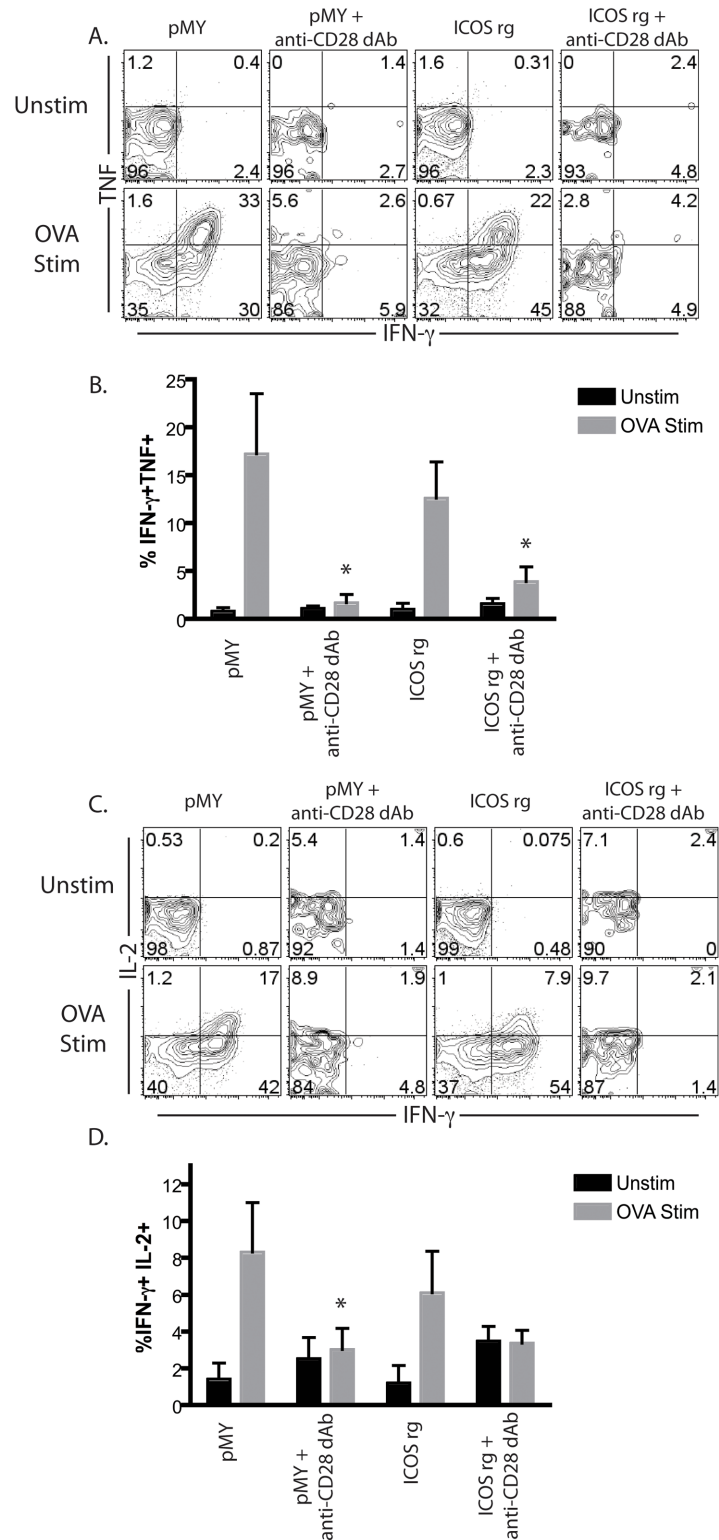 A.
pMY
pMY +
anti-CD28 dAb
ICOS rg
ICOS rg +
anti-CD28 dAb
Unstim
1.2 0.4
96 2.4
0 1.4
96 2.7
1.6 0.31
96 2.3
0 2.4
93 4.8
TNF
OVA
Stim
1.6 33
35 30
5.6 2.6
86 5.9
0.67 22
32 45
2.8 4.2
88 4.9
IFN-γ
B.
25
20
15
10
5
0
% IFN-γ+TNF+
Unstim
OVA Stim
*
*
pMY
pMY +
anti-CD28 dAb
ICOS rg
ICOS rg +
anti-CD28 dAb
C.
pMY
pMY +
anti-CD28 dAb
ICOS rg
ICOS rg +
anti-CD28 dAb
Unstim
0.53 0.2
98 0.87
5.4 1.4
92 1.4
0.6 0.075
99 0.48
7.1 2.4
90 0
IL-2
OVA
Stim
1.2 17
40 42
8.9 1.9
84 4.8
1 7.9
37 54
9.7 2.1
87 1.4
IFN-γ
D.
12
10
8
6
4
2
0
%IFN-γ+ IL-2+
Unstim
OVA Stim
*
pMY
pMY +
anti-CD28 dAb
ICOS rg
ICOS rg +
anti-CD28 dAb